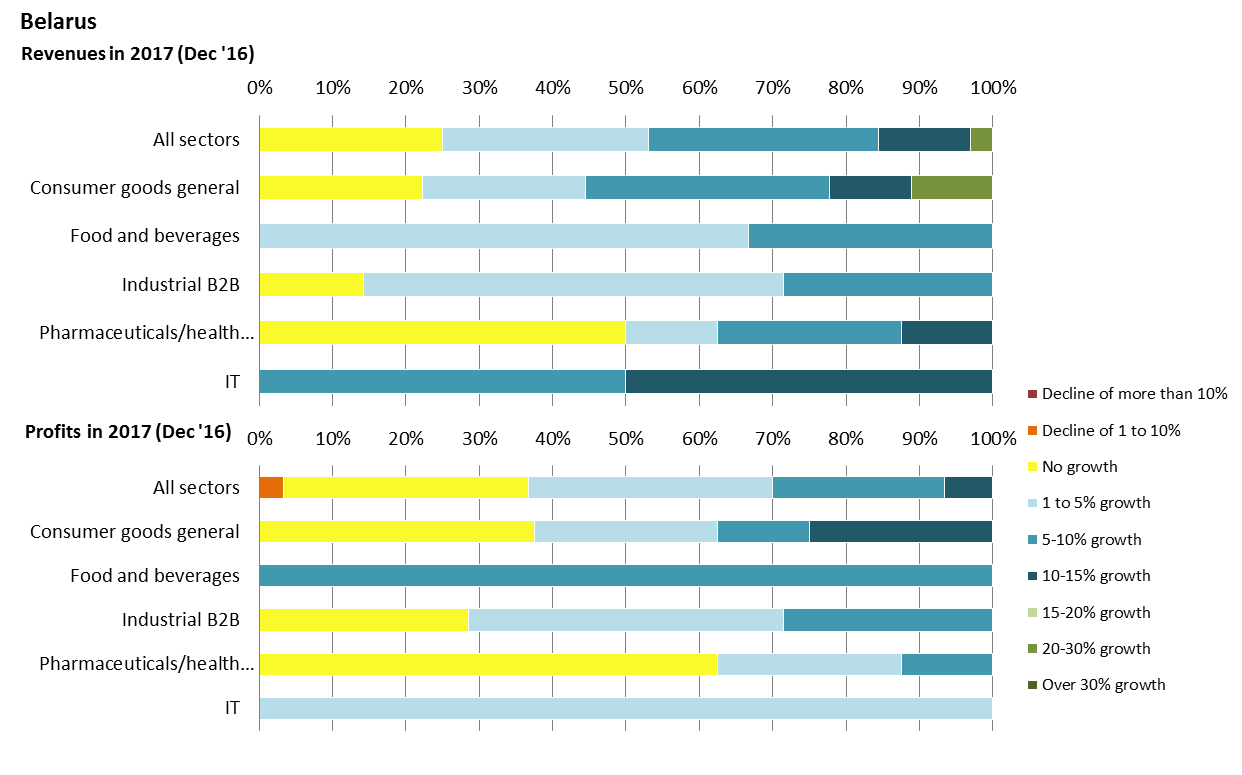 Belarus
Revenues in 2017 (Dec '16)
0% 10% 20% 30% 40% 50% 60% 70% 80% 90% 100%
All sectors
Consumer goods general
Food and beverages
Industrial B2B
Pharmaceuticals/health...
IT
Profits in 2017 (Dec '16)
0% 10% 20% 30% 40% 50% 60% 70% 80% 90% 100%
All sectors
Consumer goods general
Food and beverages
Industrial B2B
Pharmaceuticals/health...
IT
Decline of more than 10%
Decline of 1 to 10%
No growth
1 to 5% growth
5-10% growth
10-15% growth
15-20% growth
20-30% growth
Over 30% growth